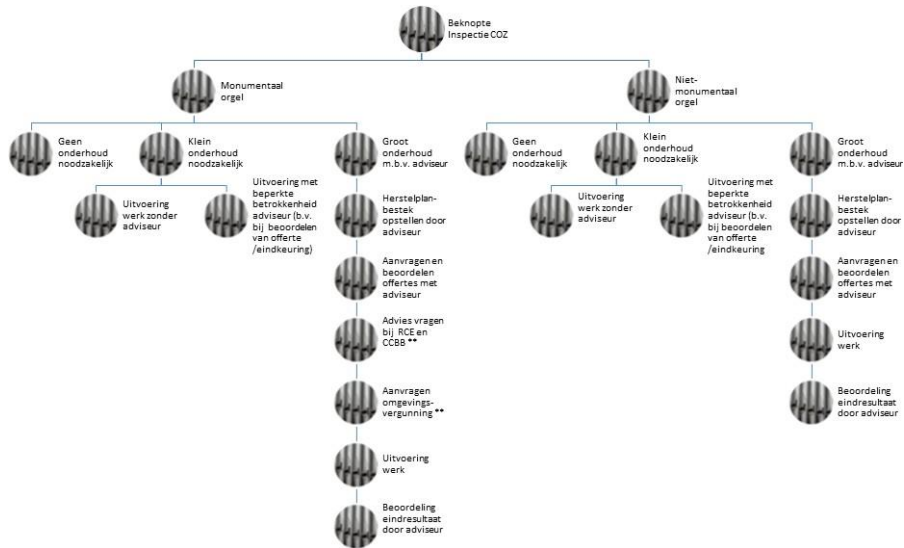 Beknopte
Inspectie COZ
Monumentaal
orgel
Niet-
monumentaal
orgel
Geen
onderhoud
noodzakelijk
Klein
onderhoud
noodzakelijk
Groot
onderhoud
m.b.v. adviseur
Geen
onderhoud
noodzakelijk
Klein
onderhoud
noodzakelijk
Groot
onderhoud
m.b.v. adviseur
Uitvoering
werk zonder
adviseur
Uitvoering met
beperkte
betrokkenheid
adviseur (b.v.
bij beoordelen
van offerte
/eindkeuring)
Herstelplan-
bestek
opstellen door
adviseur
Uitvoering
werk zonder
adviseur
Uitvoering met
beperkte
betrokkenheid
adviseur (b.v.
bij beoordelen
van offerte
/eindkeuring
Herstelplan-
bestek
opstellen door
adviseur
Aanvragen en
beoordelen
offertes met
adviseur
Aanvragen en
beoordelen
offertes met
adviseur
Advies vragen
bij RCE en
CCBB **
Uitvoering
werk
Aanvragen
omgevings-
vergunning **
Beoordeling
eindresultaat
door adviseur
Uitvoering
werk
Beoordeling
eindresultaat
door adviseur